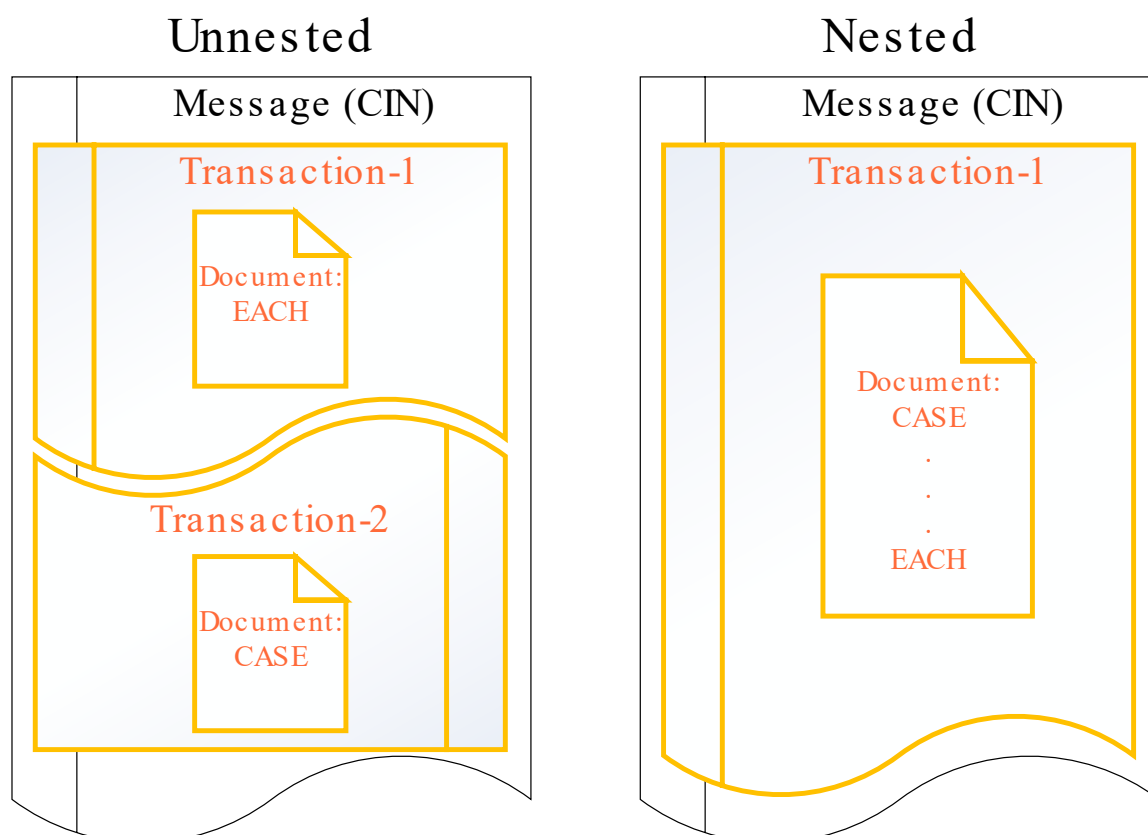 Unnested
Message (CIN)
Transaction-1
Document:
EACH
Transaction-2
Document:
CASE
Nested
Message (CIN)
Transaction-1
Document:
CASE
.
.
.
EACH